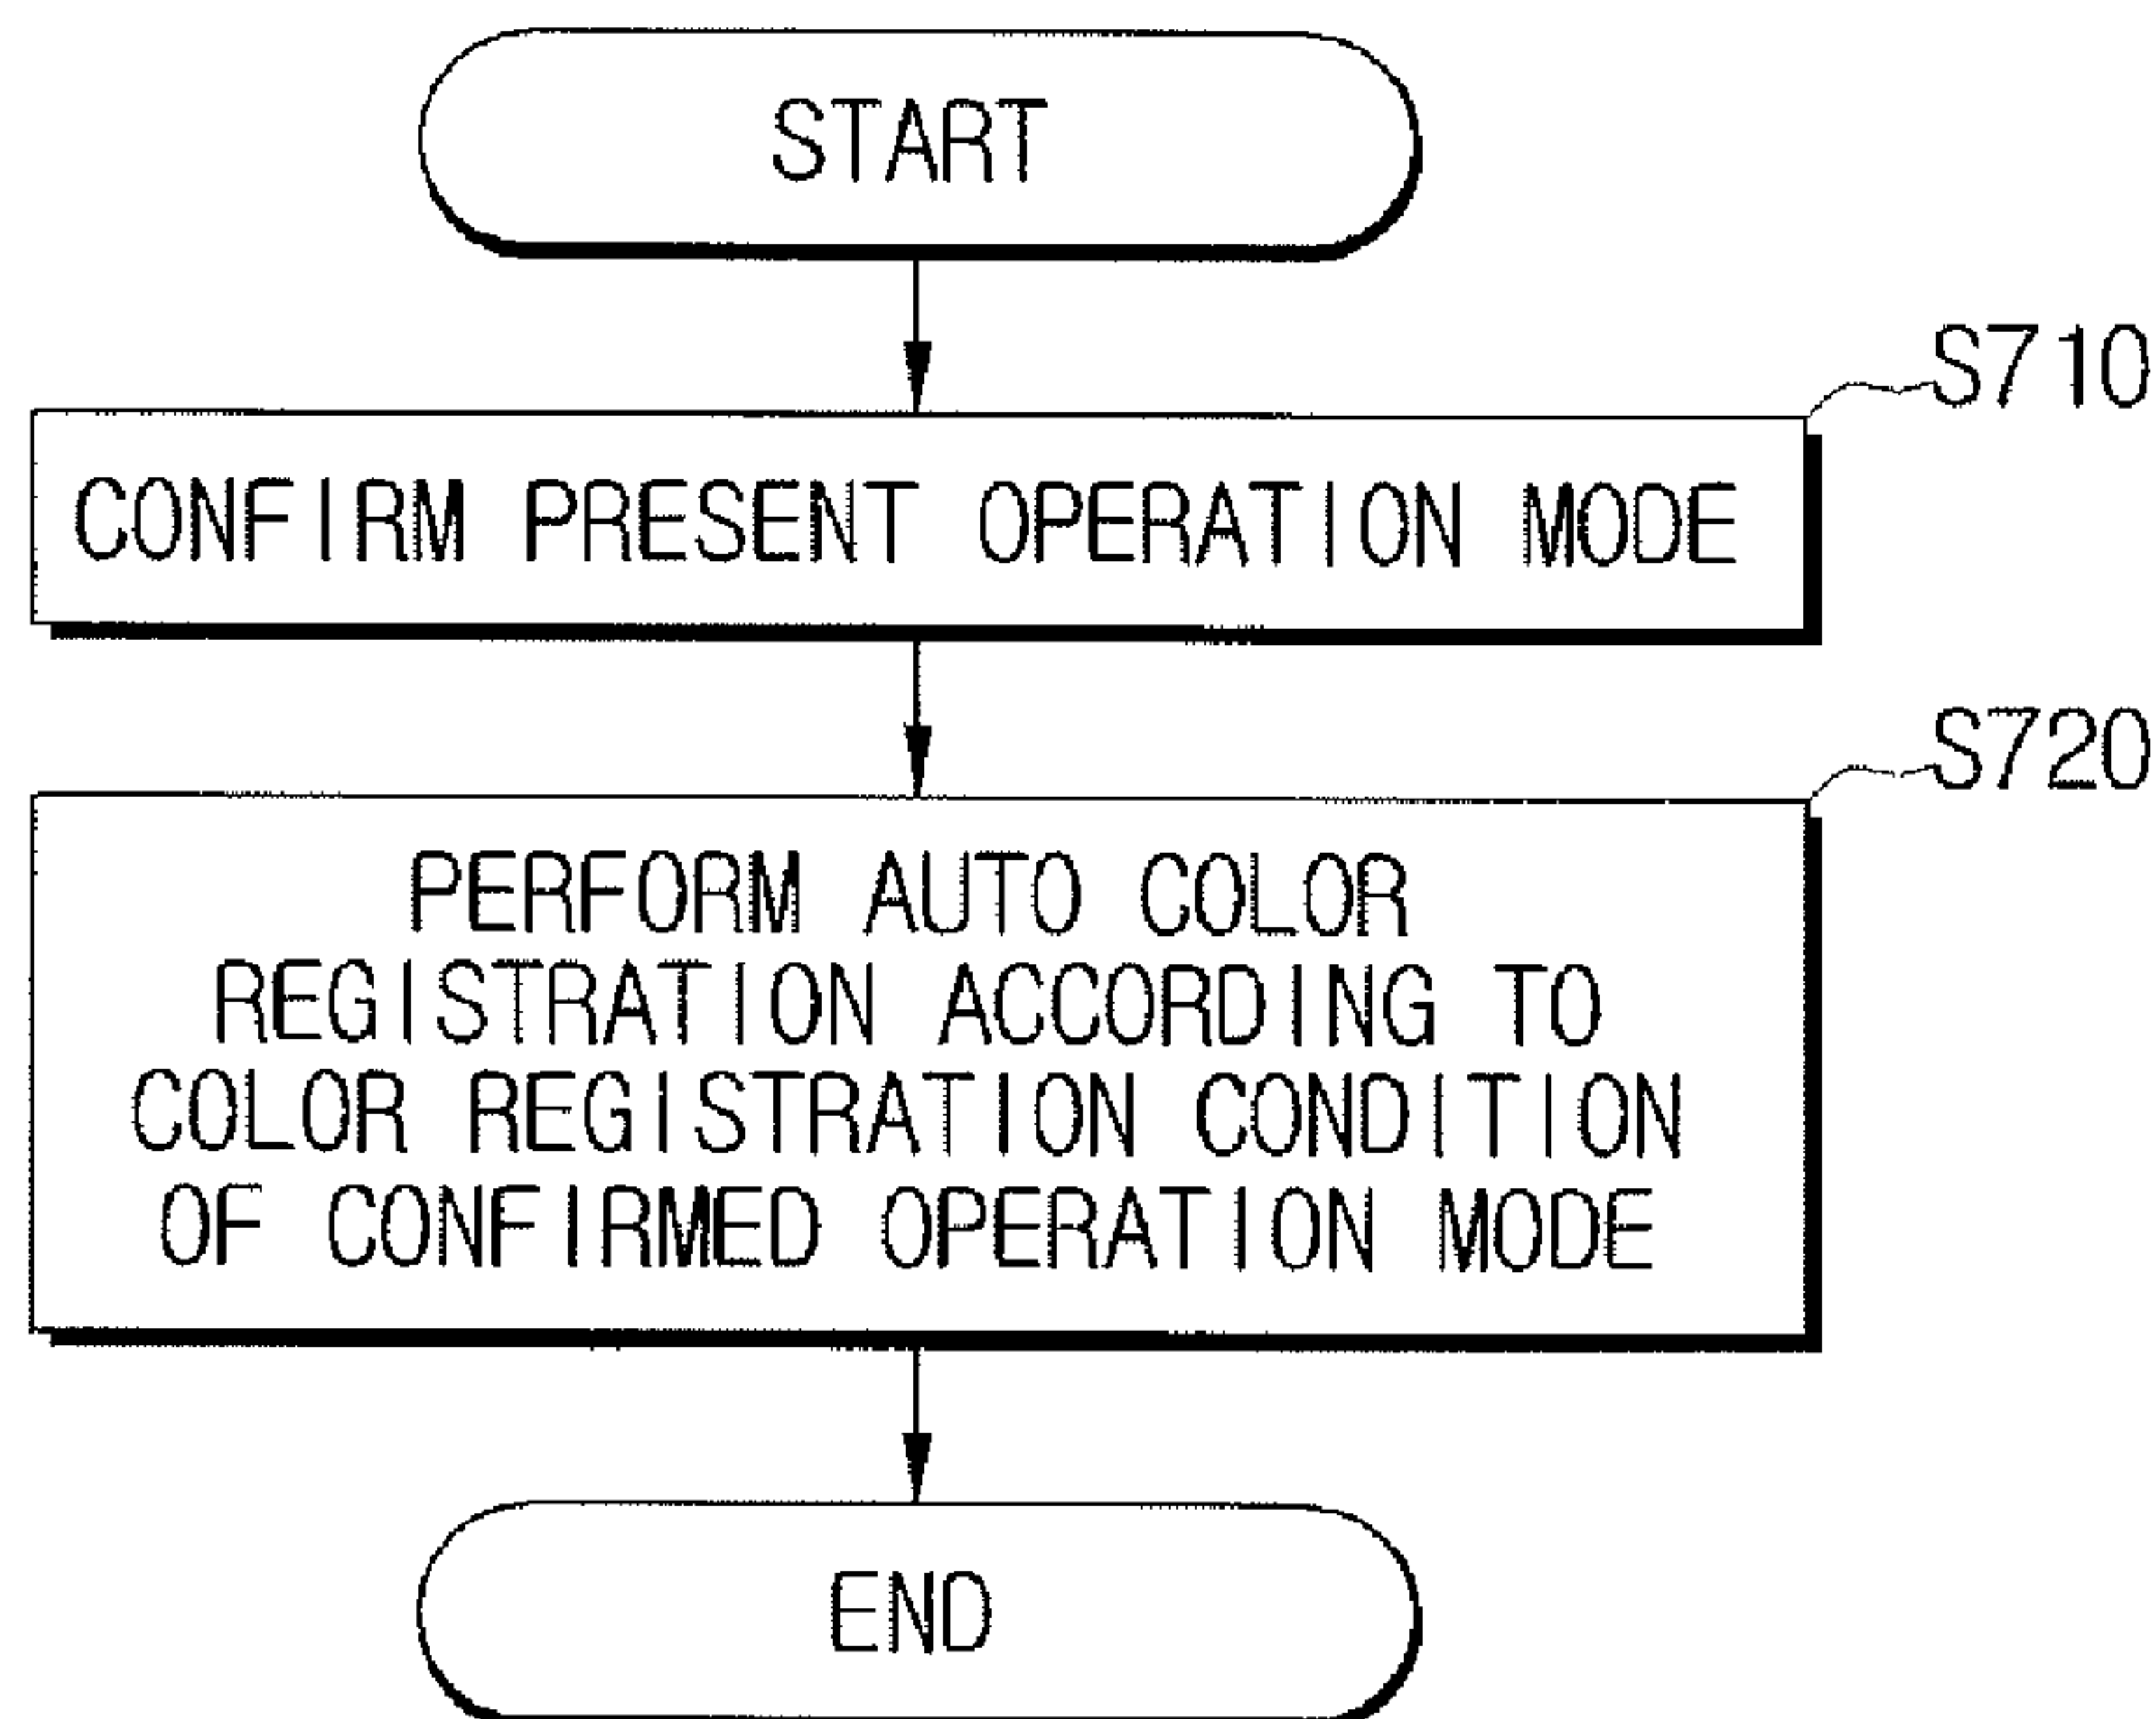 START
S710
CONFIRM PRESENT OPERATION MODE
S720
PERFORM AUTO COLOR
REGISTRATION ACCORDING TO
COLOR REGISTRATION CONDITION
OF CONFIRMED OPERATION MODE
END